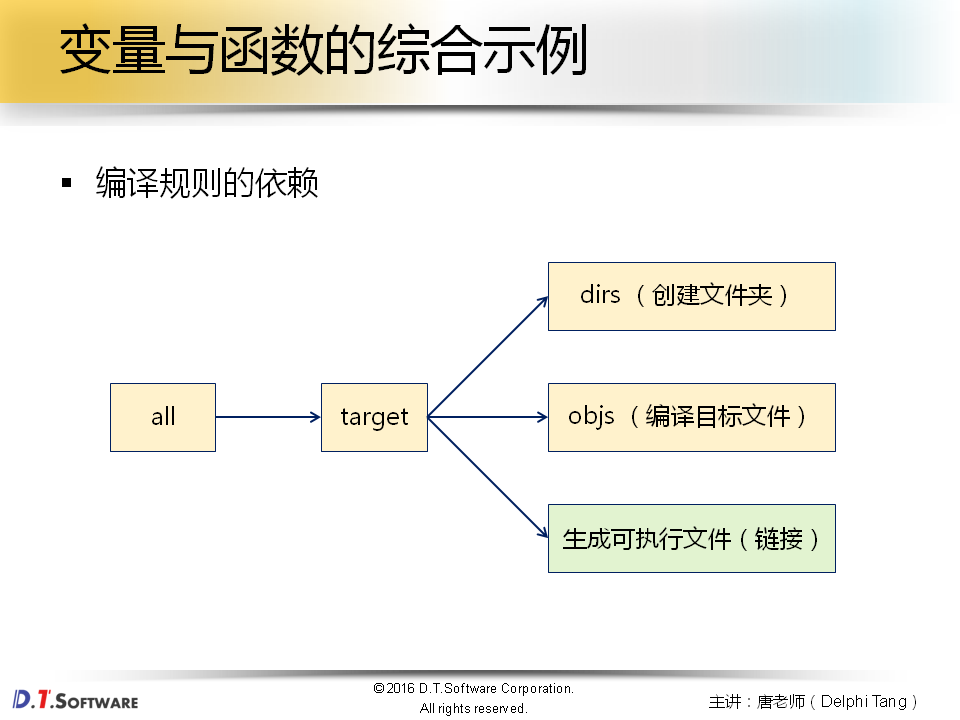 变量与函数的综合示例
▪ 编译规则的依赖
dirs（创建文件夹）
all
target
objs（编译目标文件）
生成可执行文件（链接）
D.T.SOFTWARE
©2016 D.T.Software Corporation.
All rights reserved.
主讲：唐老师（Delphi Tang）